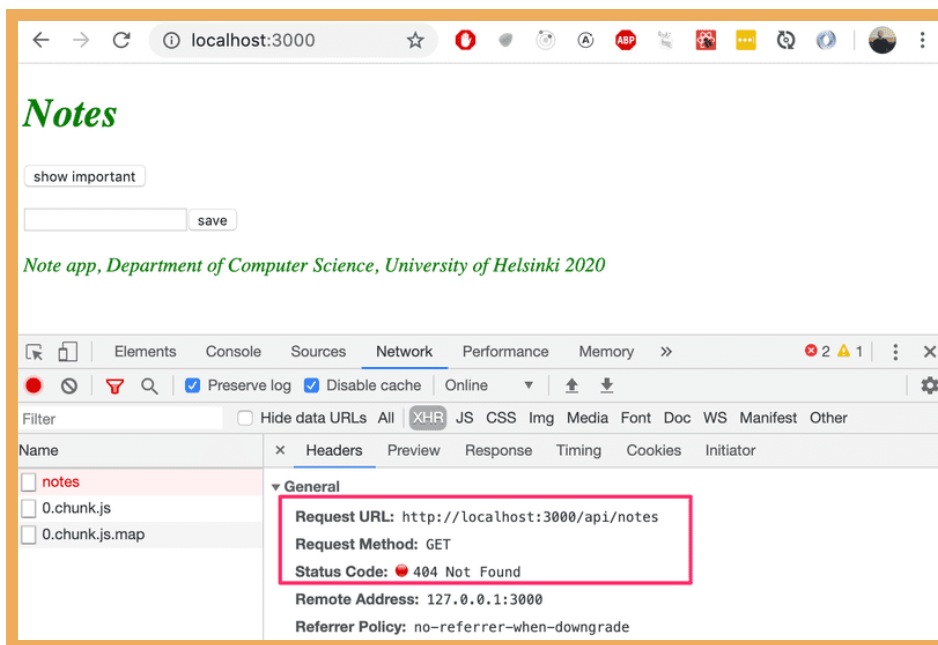 localhost:3000
ABP
Notes
show important
save
Note app, Department of Computer Science, University of Helsinki 2020
Elements Console Sources Network Performance Memory » 2 1
Preserve log Disable cache Online
Filter Hide data URLs All XHR JS CSS Img Media Font Doc WS Manifest Other
Name × Headers Preview Response Timing Cookies Initiator
notes
General
0.chunk.js
Request URL: http://localhost:3000/api/notes
0.chunk.js.map
Request Method: GET
Status Code: 404 Not Found
Remote Address: 127.0.0.1:3000
Referrer Policy: no-referrer-when-downgrade